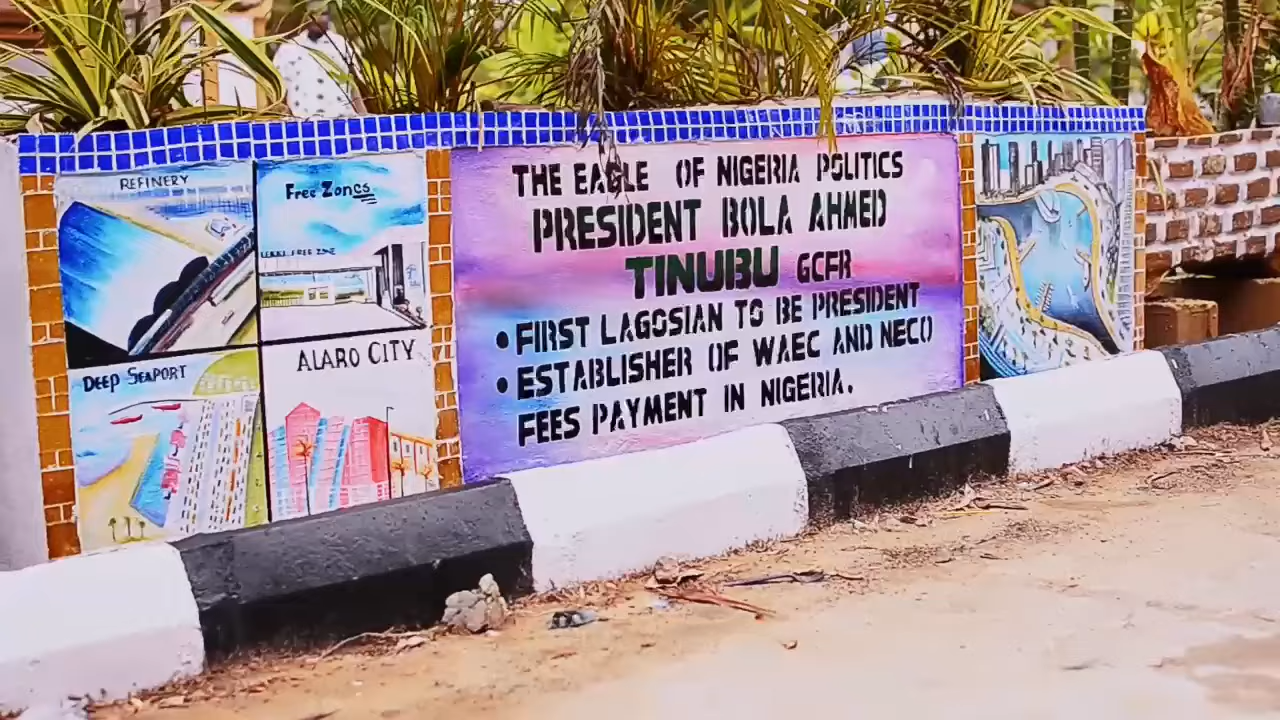 REFINERY
Free Zones
LEKKI FREE ZONE
DEEP SEAPORT
ALARO CITY
THE EAGLE OF NIGERIA POLITICS
PRESIDENT BOLA AHMED
TINUBU GCFR
• FIRST LAGOSIAN TO BE PRESIDENT
• ESTABLISHER OF WAEC AND NECO
FEES PAYMENT IN NIGERIA.